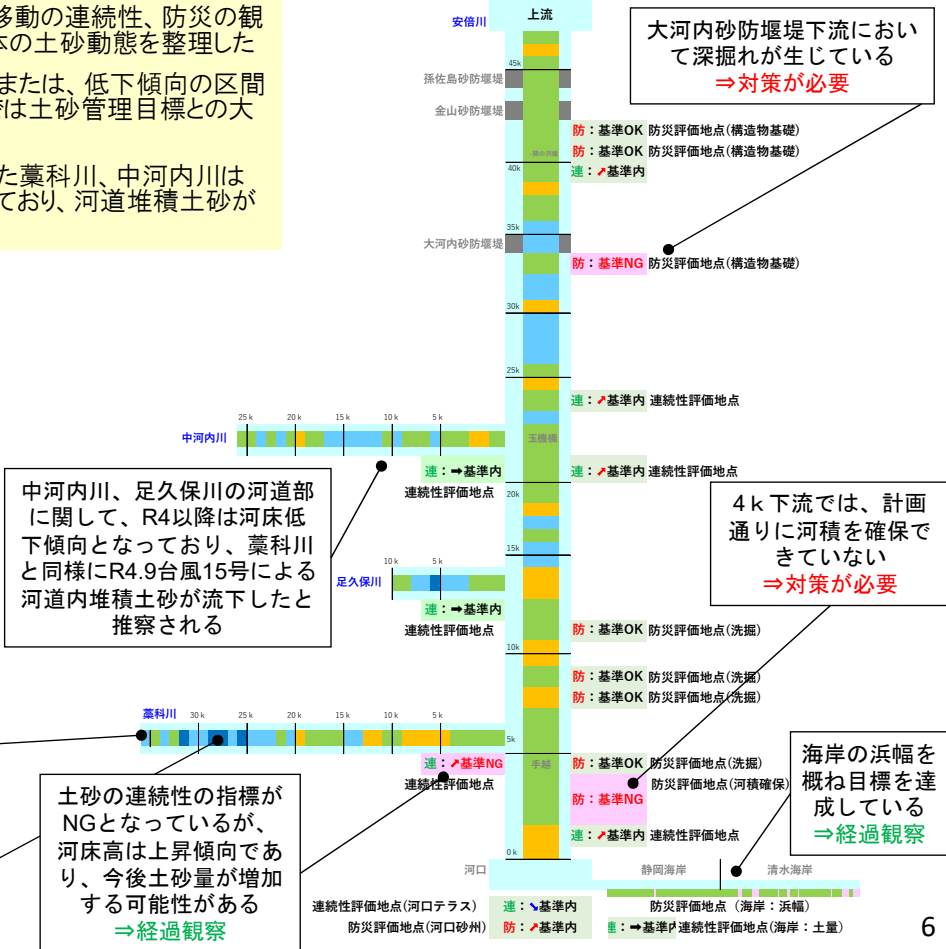 移動の連続性、防災の観
体の土砂動態を整理した
または、低下傾向の区間
では土砂管理目標との大
た藁科川、中河内川は
ており、河道堆積土砂が
安倍川
上流
大河内砂防堰堤下流におい
て深掘れが生じている
⇒対策が必要
45k
孫佐島砂防堰堤
金山砂防堰堤
防：基準OK 防災評価地点(構造物基礎)
防：基準OK 防災評価地点(構造物基礎)
40k
連：➚基準内
35k
大河内砂防堰堤
防：基準NG 防災評価地点(構造物基礎)
30k
25k
連：➚基準内 連続性評価地点
25k 20k 15k 10k 5k
中河内川
玉機橋
連：➡基準内
連続性評価地点
連：➚基準内 連続性評価地点
20k
中河内川、足久保川の河道部
に関して、R4以降は河床低
下傾向となっており、藁科川
と同様にR4.9台風15号による
河道内堆積土砂が流下したと
推察される
4k下流では、計画
通りに河積を確保で
きていない
⇒対策が必要
15k
10k 5k
足久保川
連：➡基準内
連続性評価地点
防：基準OK 防災評価地点(洗掘)
10k
防：基準OK 防災評価地点(洗掘)
防：基準OK 防災評価地点(洗掘)
藁科川
30k 25k 20k 15k 10k 5k
5k
連：➚基準NG
連続性評価地点
手越
防：基準OK 防災評価地点(洗掘)
防災評価地点(河積確保)
防：基準NG
連：➚基準内 連続性評価地点
海岸の浜幅を
概ね目標を達
成している
⇒経過観察
土砂の連続性の指標が
NGとなっているが、
河床高は上昇傾向であ
り、今後土砂量が増加
する可能性がある
⇒経過観察
0k
河口
静岡海岸 清水海岸
連続性評価地点(河口テラス) 連：➘基準内
防災評価地点(河口砂州) 防：➚基準内
防災評価地点（海岸：浜幅）
連：➡基準内 連続性評価地点(海岸：土量)
6